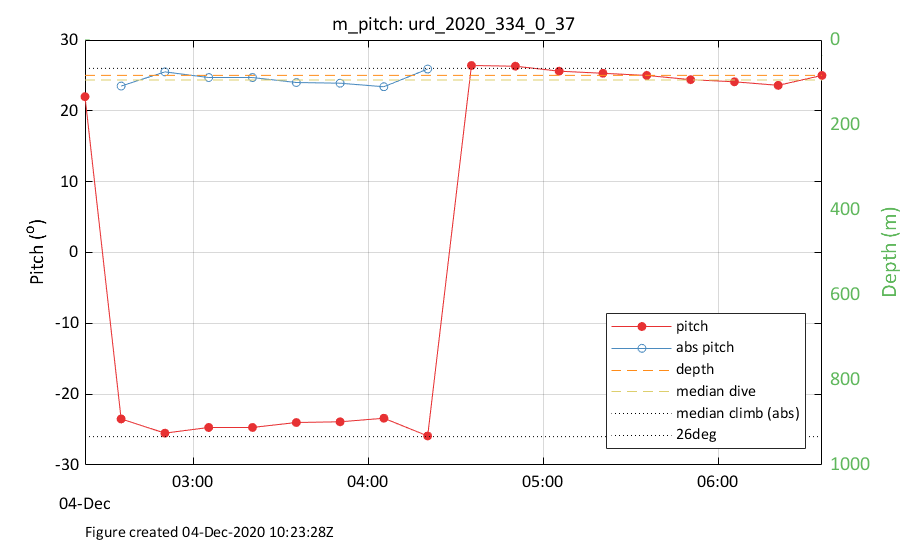 m_pitch: urd_2020_334_0_37
30
20
10
0
-10
-20
-30
Pitch (°)
0
200
400
600
800
1000
Depth (m)
pitch
abs pitch
depth
median dive
median climb (abs)
26deg
03:00 04:00 05:00 06:00
04-Dec
Figure created 04-Dec-2020 10:23:28Z